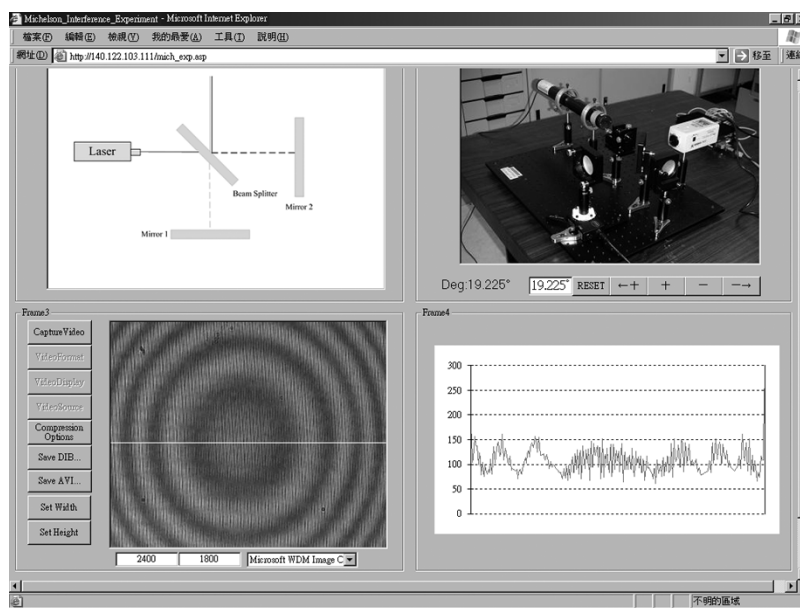 Michelson_Interference_Experiment - Microsoft Internet Explorer
檔案(F) 編輯(E) 檢視(V) 我的最愛(A) 工具(T) 說明(H)
網址(D) http://140.122.103.111/mich_exp.asp 移至 連結
Laser
Beam Splitter
Mirror 2
Mirror 1
Deg:19.225° 19.225° RESET ←+ + - -→
Frame3
CaptureVideo
VideoFormat
VideoDisplay
VideoSource
Compression
Options
Save DIB...
Save AVI...
Set Width
Set Height
2400 1800 Microsoft WDM Image C
Frame4
300
250
200
150
100
50
0
不明的區域